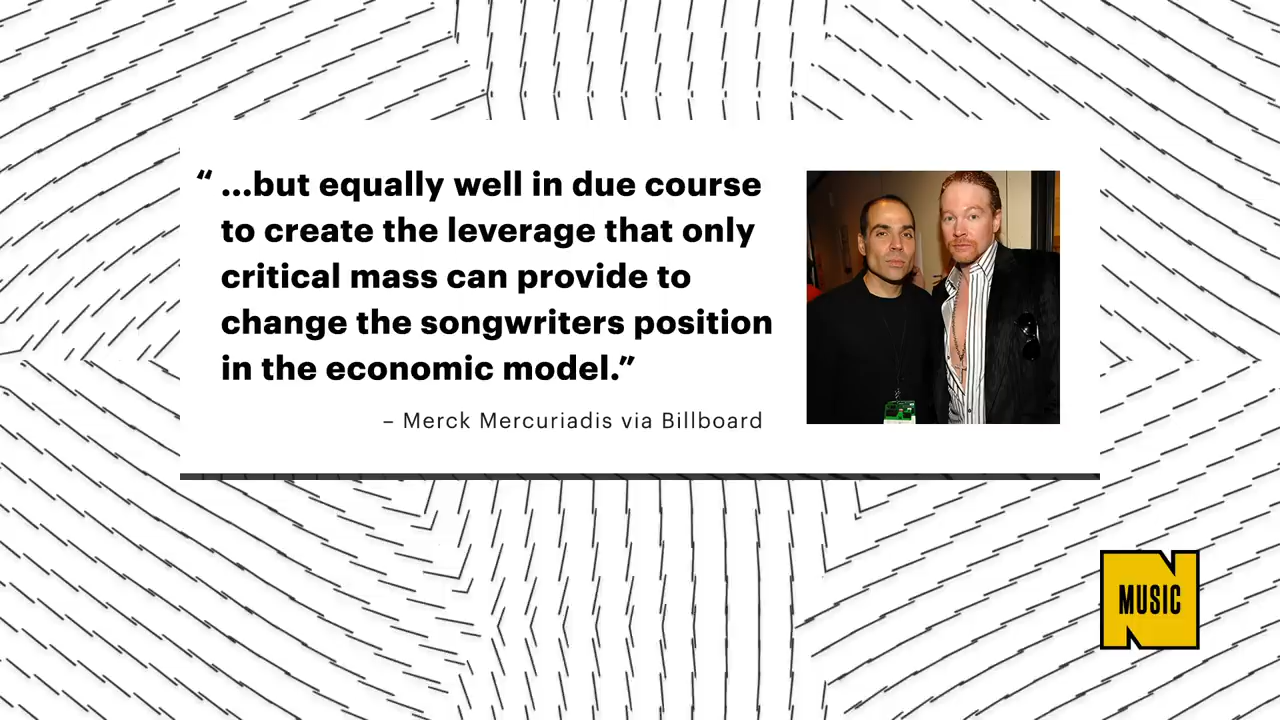 “ ...but equally well in due course
to create the leverage that only
critical mass can provide to
change the songwriters position
in the economic model.”
– Merck Mercuriadis via Billboard
MUSIC